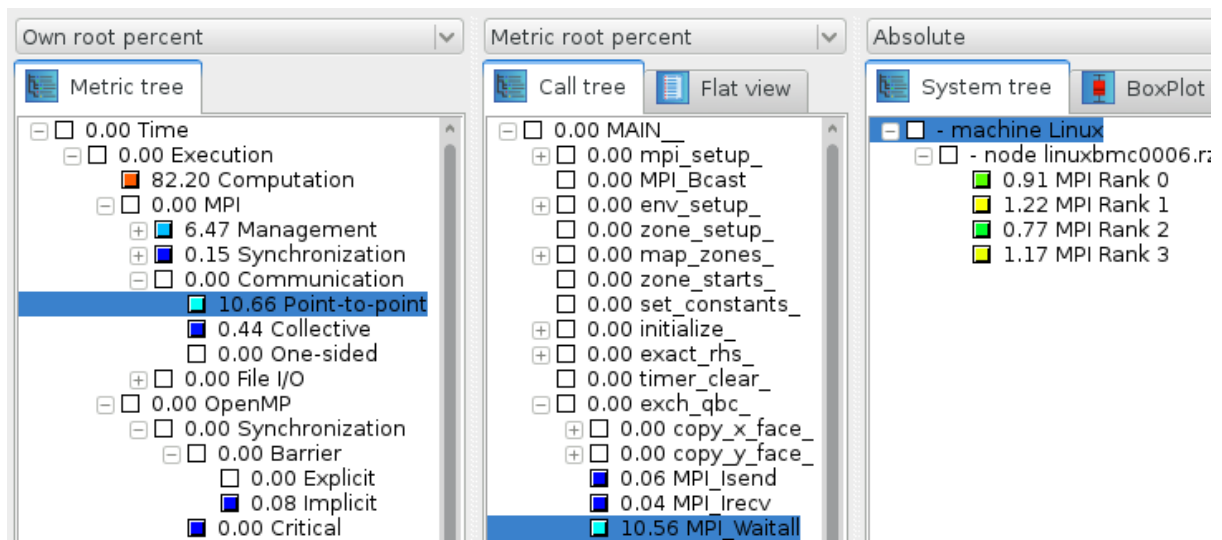 Own root percent
Metric tree
0.00 Time
0.00 Execution
82.20 Computation
0.00 MPI
6.47 Management
0.15 Synchronization
0.00 Communication
10.66 Point-to-point
0.44 Collective
0.00 One-sided
0.00 File I/O
0.00 OpenMP
0.00 Synchronization
0.00 Barrier
0.00 Explicit
0.08 Implicit
0.00 Critical
Metric root percent
Call tree Flat view
0.00 MAIN__
0.00 mpi_setup_
0.00 MPI_Bcast
0.00 env_setup_
0.00 zone_setup_
0.00 map_zones_
0.00 zone_starts_
0.00 set_constants_
0.00 initialize_
0.00 exact_rhs_
0.00 timer_clear_
0.00 exch_qbc_
0.00 copy_x_face_
0.00 copy_y_face_
0.06 MPI_Isend
0.04 MPI_Irecv
10.56 MPI_Waitall
Absolute
System tree BoxPlot
- machine Linux
- node linuxbmc0006.rz
0.91 MPI Rank 0
1.22 MPI Rank 1
0.77 MPI Rank 2
1.17 MPI Rank 3